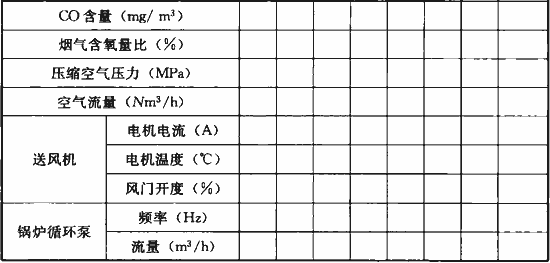 CO含量（mg/ m³）
烟气含氧量比（%）
压缩空气压力（MPa）
空气流量（Nm³/h）
送风机
电机电流（A）
电机温度（℃）
风门开度（%）
锅炉循环泵
频率（Hz）
流量（m³/h）